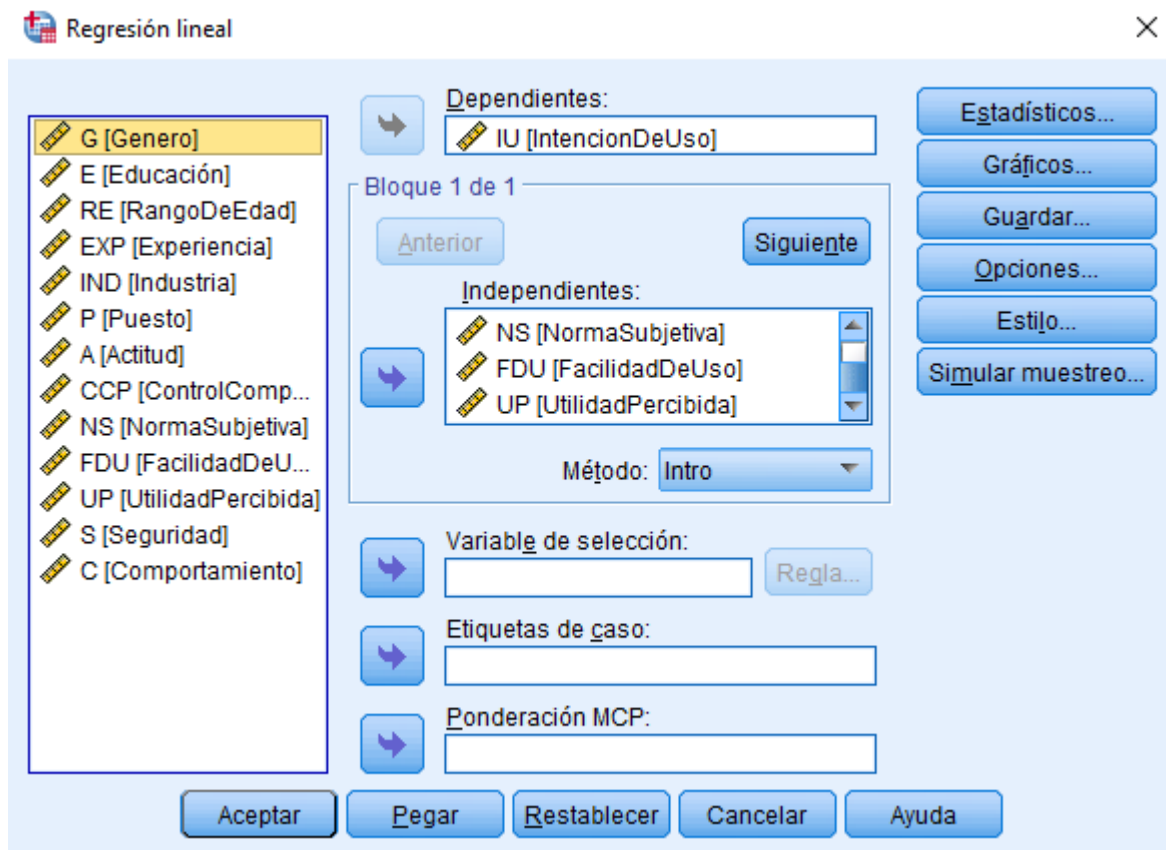 Regresión lineal
G [Genero]
E [Educación]
RE [RangoDeEdad]
EXP [Experiencia]
IND [Industria]
P [Puesto]
A [Actitud]
CCP [ControlComp...
NS [NormaSubjetiva]
FDU [FacilidadDeU...
UP [UtilidadPercibida]
S [Seguridad]
C [Comportamiento]
Dependientes:
IU [IntencionDeUso]
Bloque 1 de 1
Anterior
Siguiente
Independientes:
NS [NormaSubjetiva]
FDU [FacilidadDeUso]
UP [UtilidadPercibida]
Método: Intro
Variable de selección:
Regla...
Etiquetas de caso:
Ponderación MCP:
Estadísticos...
Gráficos...
Guardar...
Opciones...
Estilo...
Simular muestreo...
Aceptar
Pegar
Restablecer
Cancelar
Ayuda